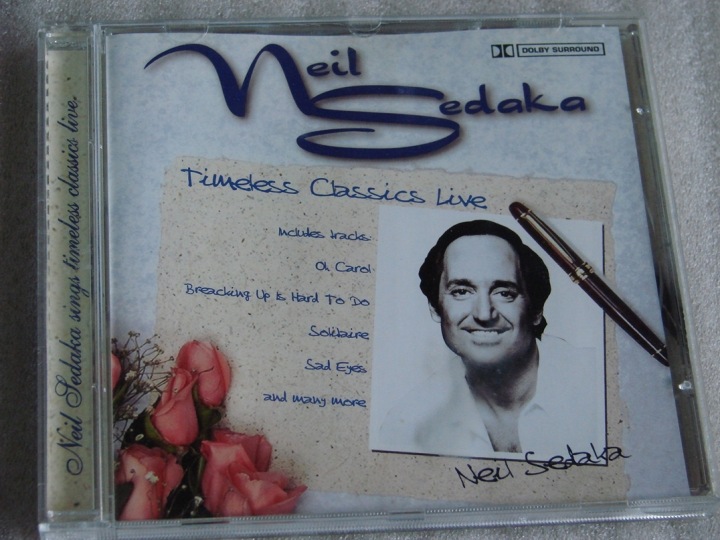 Neil
Sedaka
DOLBY SURROUND
Timeless Classics Live
Includes tracks:
Oh Carol
Breacking Up is Hard To Do
Solitaire
Sad Eyes
and many more
Neil Sedaka
Neil Sedaka sings timeless classics live.